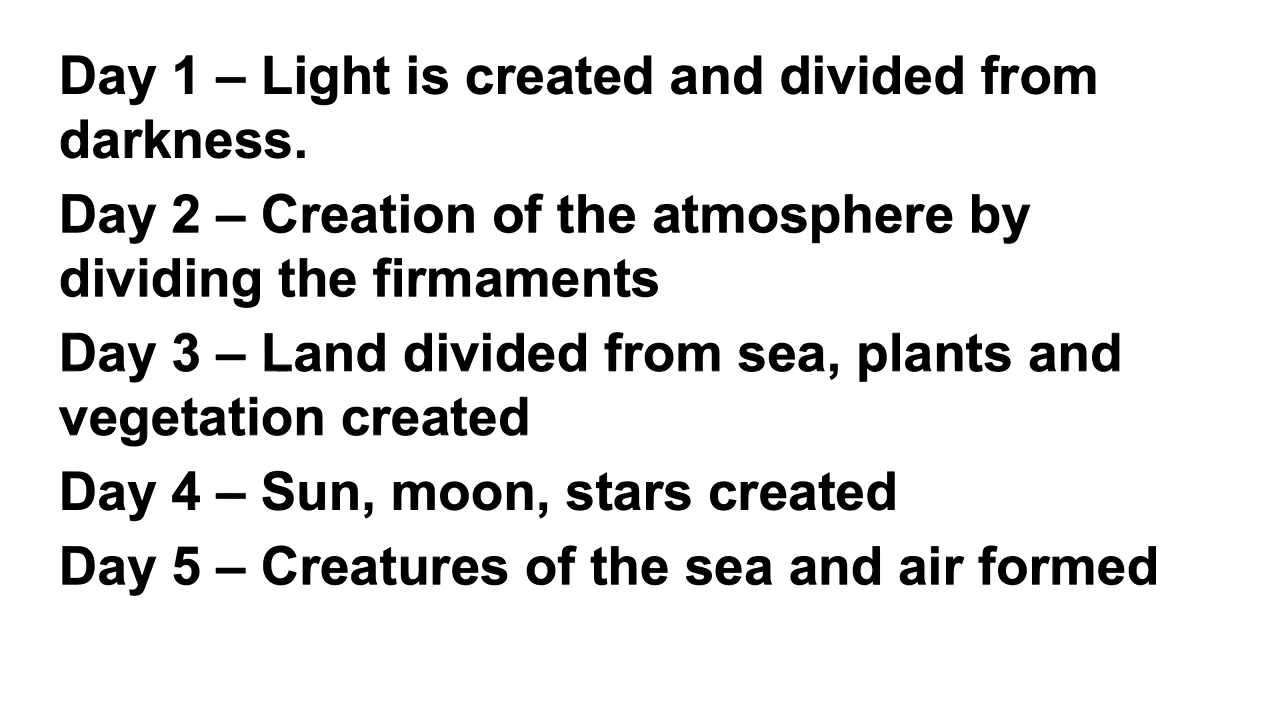 Day 1 – Light is created and divided from
darkness.
Day 2 – Creation of the atmosphere by
dividing the firmaments
Day 3 – Land divided from sea, plants and
vegetation created
Day 4 – Sun, moon, stars created
Day 5 – Creatures of the sea and air formed